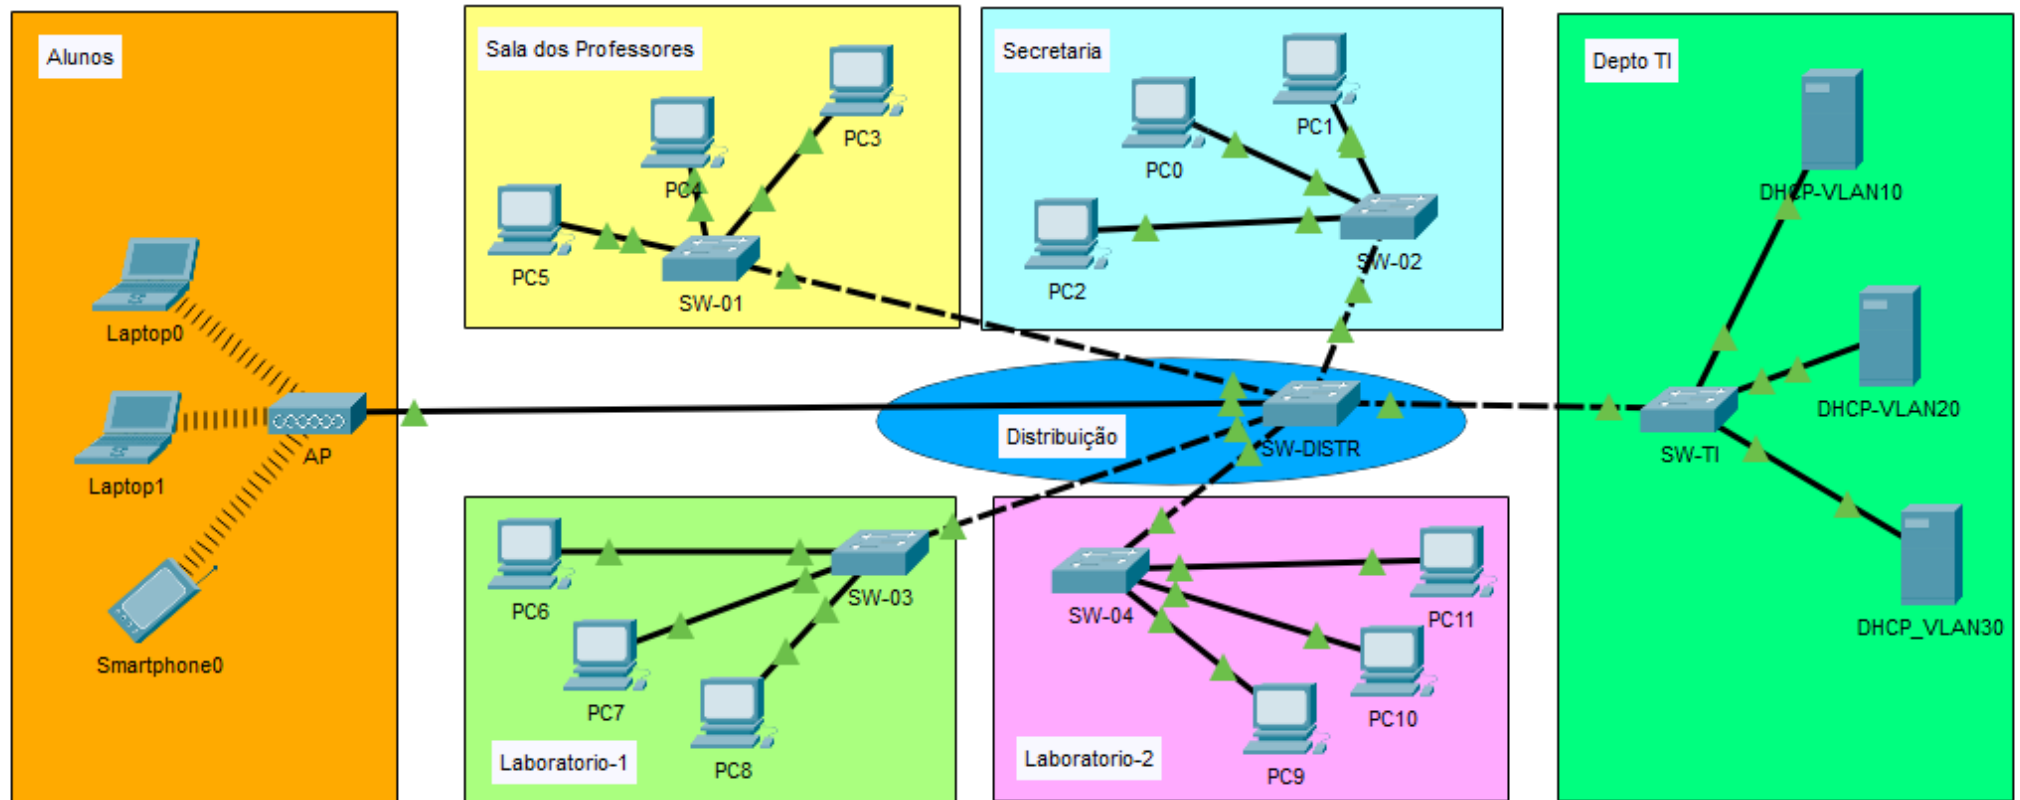 Alunos
Laptop0
Laptop1
AP
Smartphone0
Sala dos Professores
PC3
PC4
PC5
SW-01
Secretaria
PC1
PC0
PC2
SW-02
Distribuição
SW-DISTR
Laboratorio-1
PC6
PC7
PC8
SW-03
Laboratorio-2
SW-04
PC11
PC10
PC9
Depto TI
DHCP-VLAN10
DHCP-VLAN20
SW-TI
DHCP_VLAN30